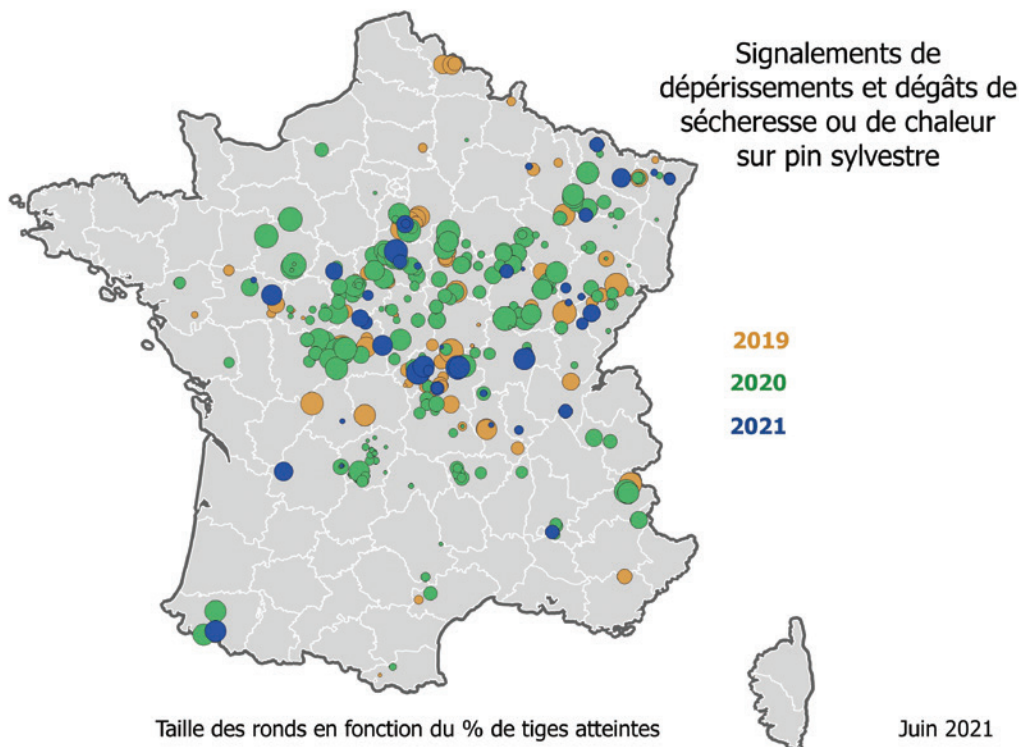 Signalements de
dépérissements et dégâts de
sécheresse ou de chaleur
sur pin sylvestre
2019
2020
2021
Taille des ronds en fonction du % de tiges atteintes
Juin 2021